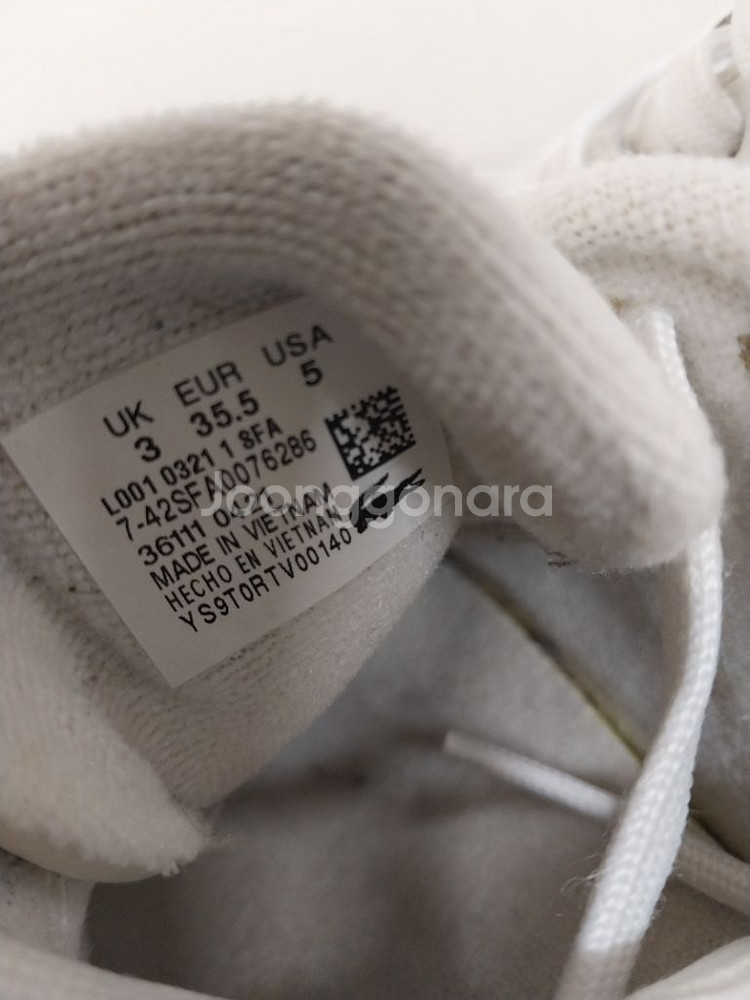 UK EUR USA
3 35.5 5
L001 0321 1 SFA
7-42SFA0076286
36111
MADE IN VIETNAM
HECHO EN VIETNAM
YS9T0RTV00140
Joonggonara